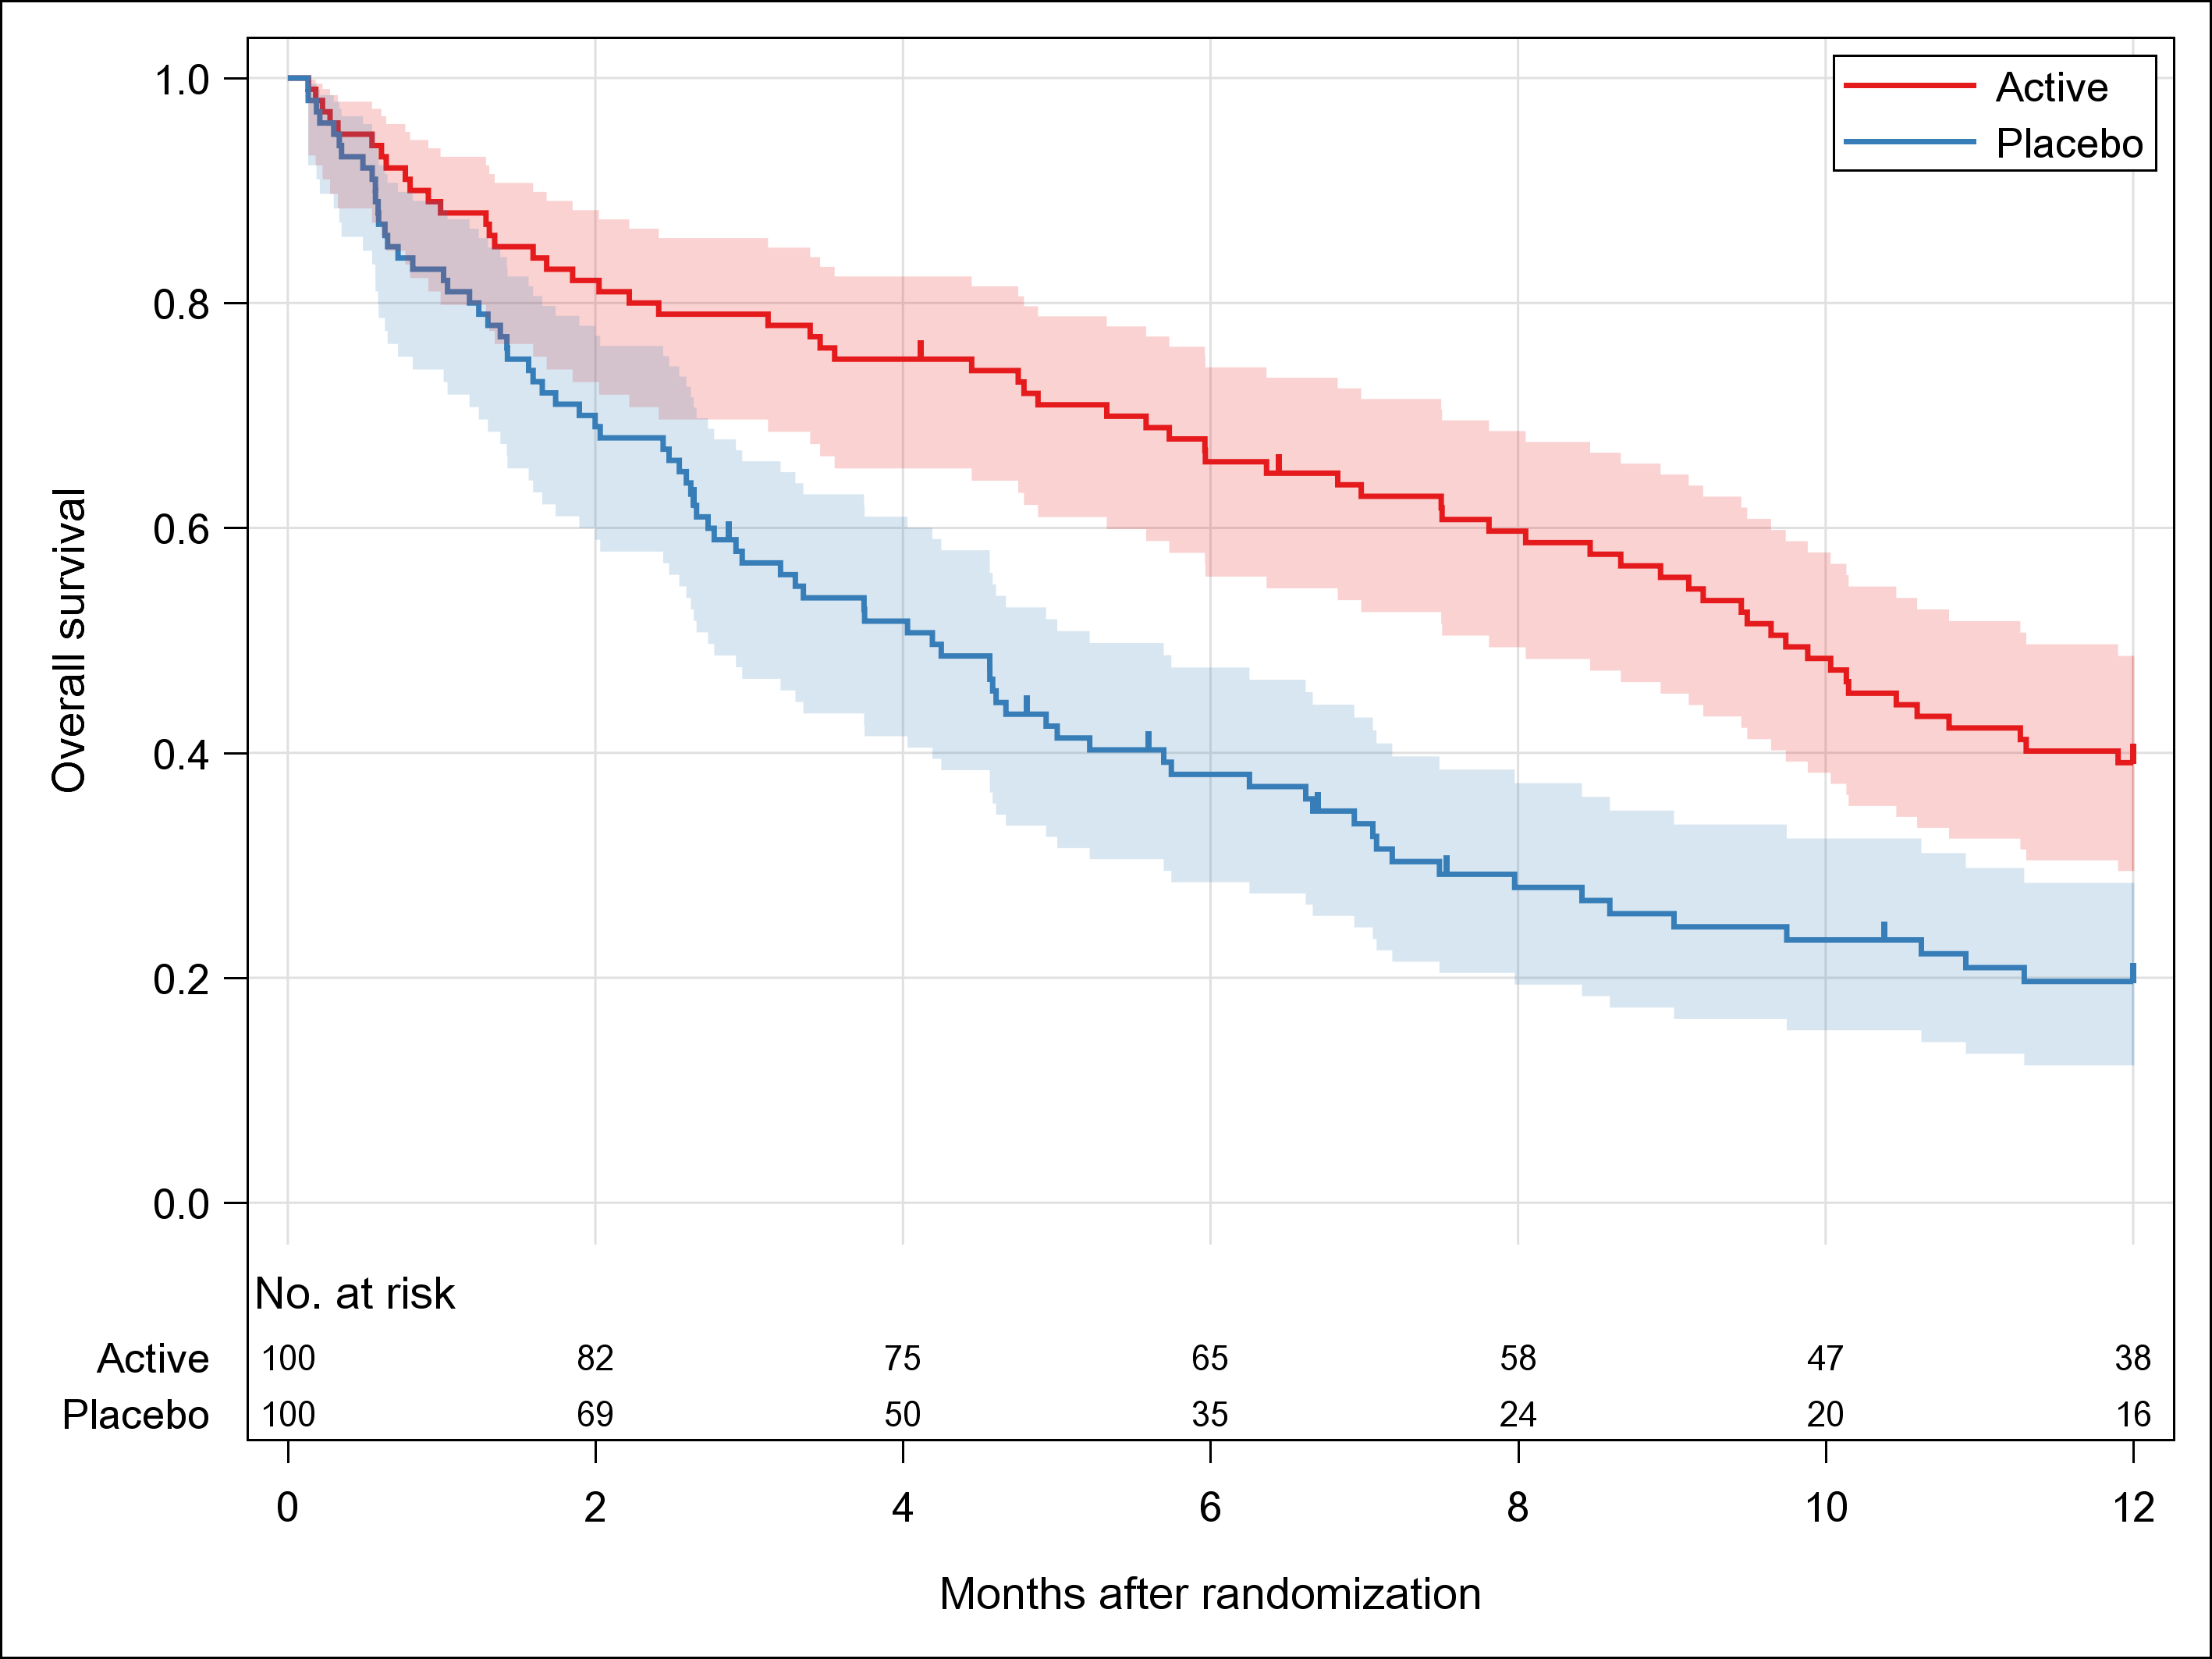 Active
Placebo
1.0
0.8
0.6
0.4
0.2
0.0
Overall survival
No. at risk
Active 100 82 75 65 58 47 38
Placebo 100 69 50 35 24 20 16
0 2 4 6 8 10 12
Months after randomization